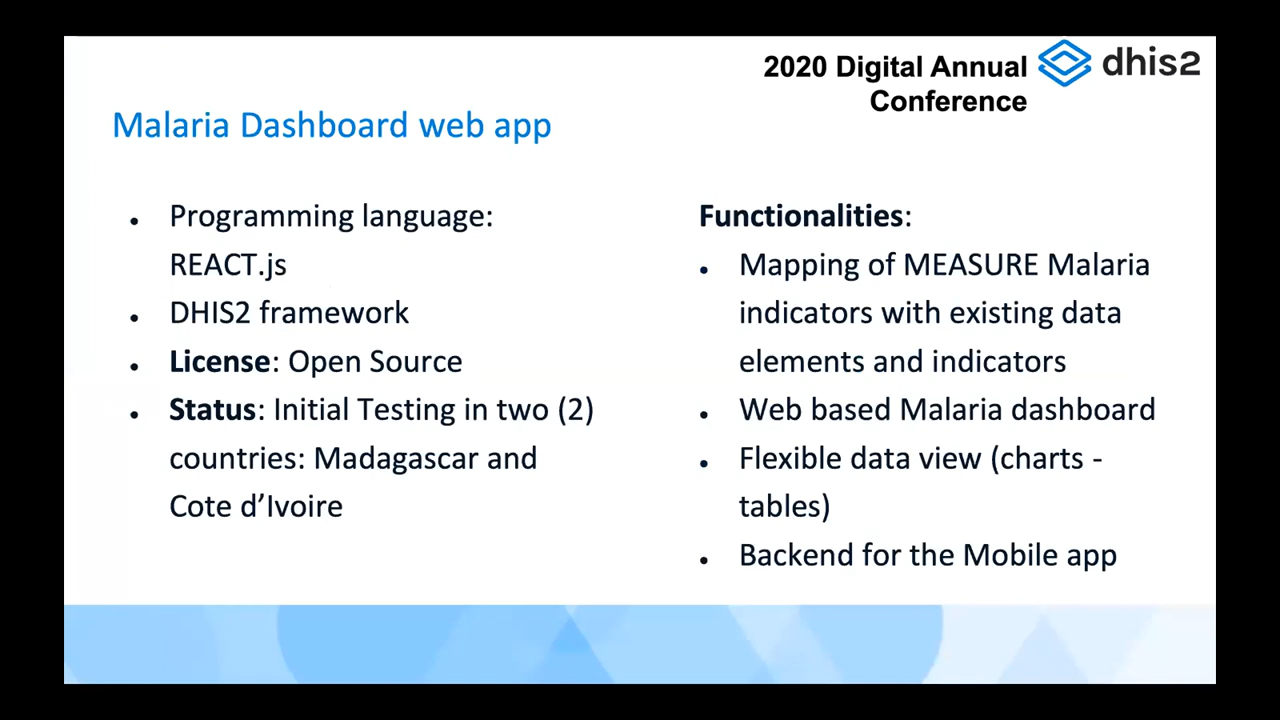 2020 Digital Annual
Conference
dhis2
Malaria Dashboard web app
• Programming language:
REACT.js
• DHIS2 framework
• License: Open Source
• Status: Initial Testing in two (2)
countries: Madagascar and
Cote d’Ivoire
Functionalities:
• Mapping of MEASURE Malaria
indicators with existing data
elements and indicators
• Web based Malaria dashboard
• Flexible data view (charts -
tables)
• Backend for the Mobile app